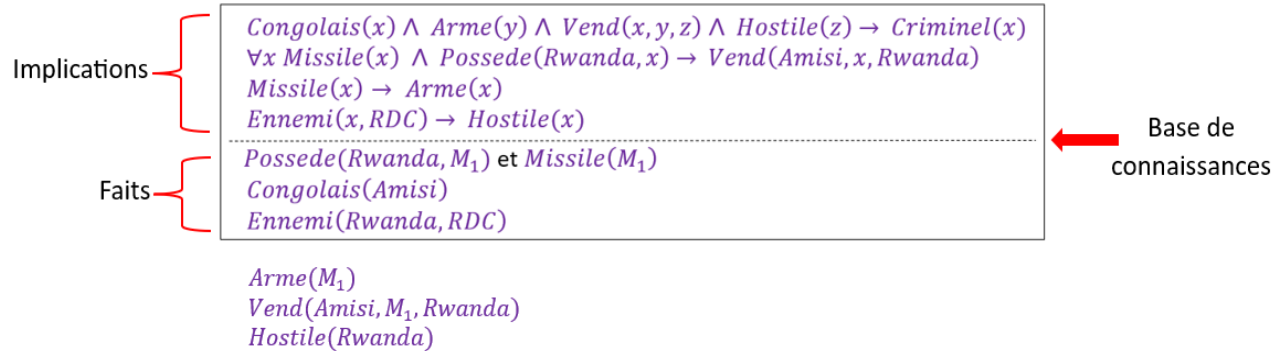 Congolais(x) ∧ Arme(y) ∧ Vend(x, y, z) ∧ Hostile(z) → Criminel(x)
∀x Missile(x) ∧ Possede(Rwanda, x) → Vend(Amisi, x, Rwanda)
Implications
Missile(x) → Arme(x)
Ennemi(x, RDC) → Hostile(x)
Base de
connaissances
Possede(Rwanda, M₁) et Missile(M₁)
Faits
Congolais(Amisi)
Ennemi(Rwanda, RDC)
Arme(M₁)
Vend(Amisi, M₁, Rwanda)
Hostile(Rwanda)